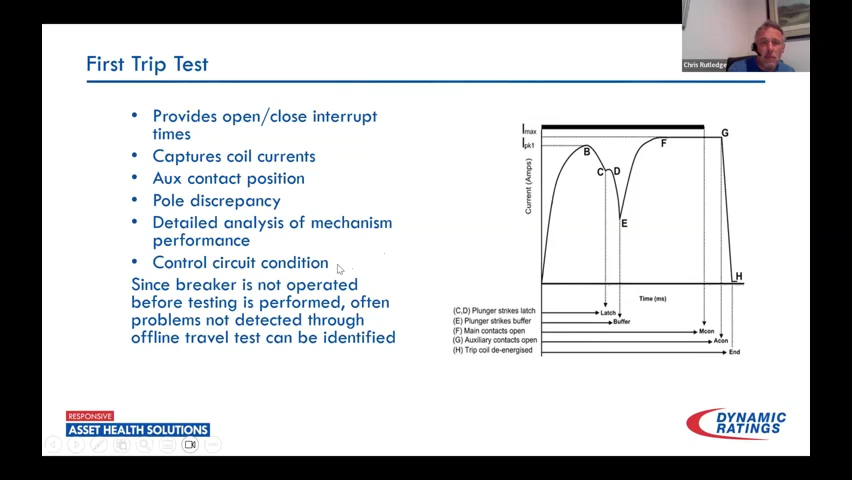 Chris Rutledge
First Trip Test
• Provides open/close interrupt
times
• Captures coil currents
• Aux contact position
• Pole discrepancy
• Detailed analysis of mechanism
performance
• Control circuit condition
Since breaker is not operated
before testing is performed, often
problems not detected through
offline travel test can be identified
Imax
Ipk1
Current (Amps)
B
C
D
E
F
G
H
Time (ms)
(C,D) Plunger strikes latch
Latch
(E) Plunger strikes buffer
Buffer
(F) Main contacts open
Mcon
(G) Auxiliary contacts open
Acon
(H) Trip coil de-energised
End
RESPONSIVE
ASSET HEALTH SOLUTIONS
DYNAMIC
RATINGS